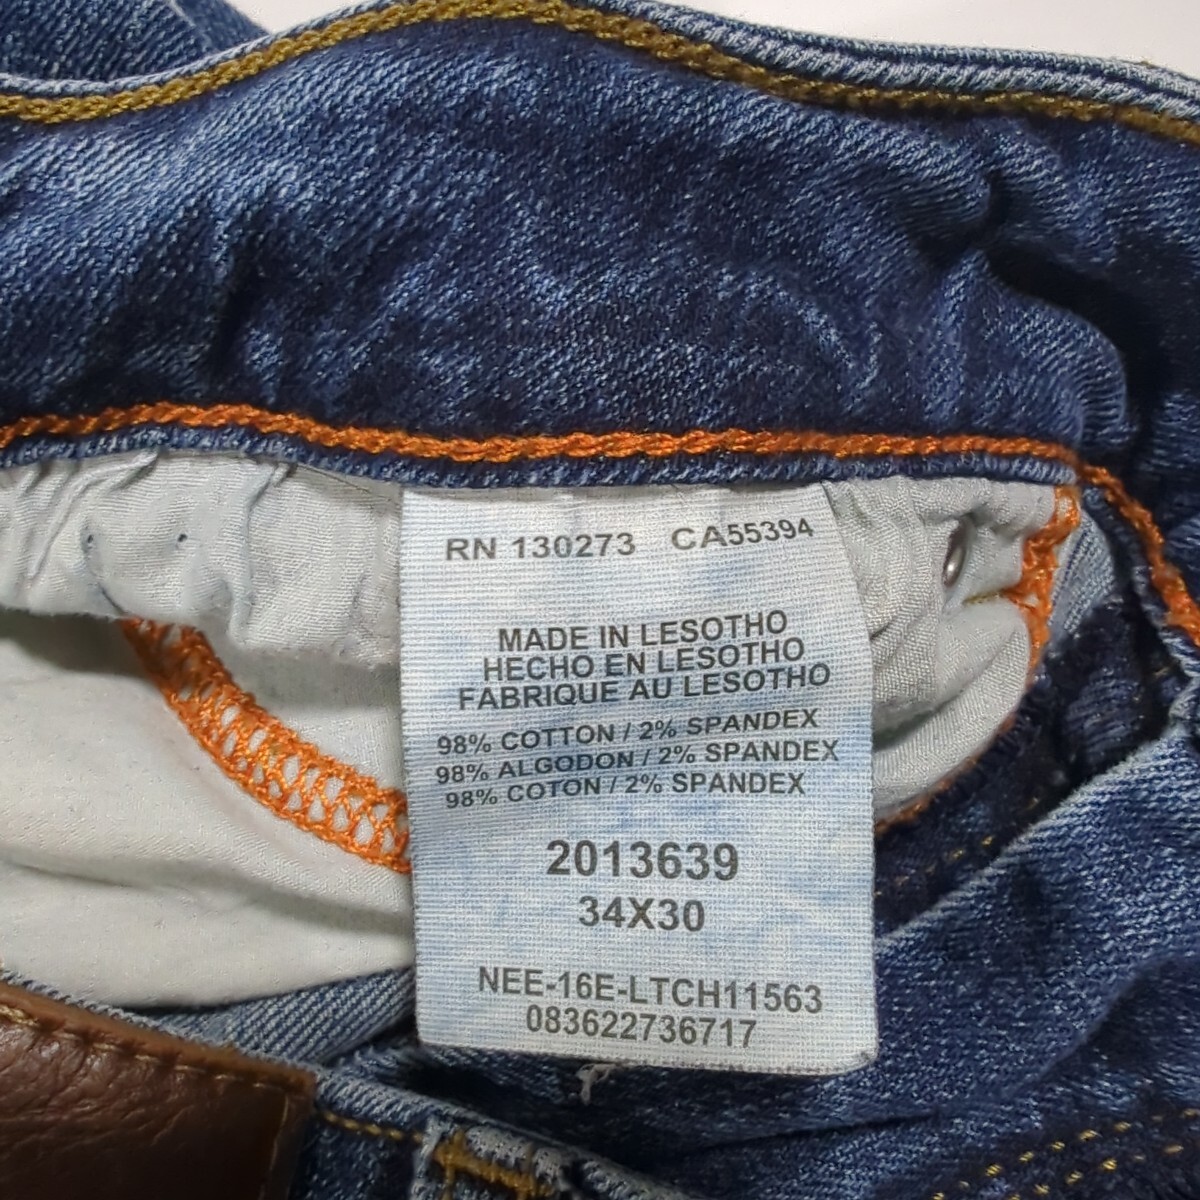 RN 130273 CA55394
MADE IN LESOTHO
HECHO EN LESOTHO
FABRIQUE AU LESOTHO
98% COTTON / 2% SPANDEX
98% ALGODON / 2% SPANDEX
98% COTON / 2% SPANDEX
2013639
34X30
NEE-16E-LTCH11563
083622736717